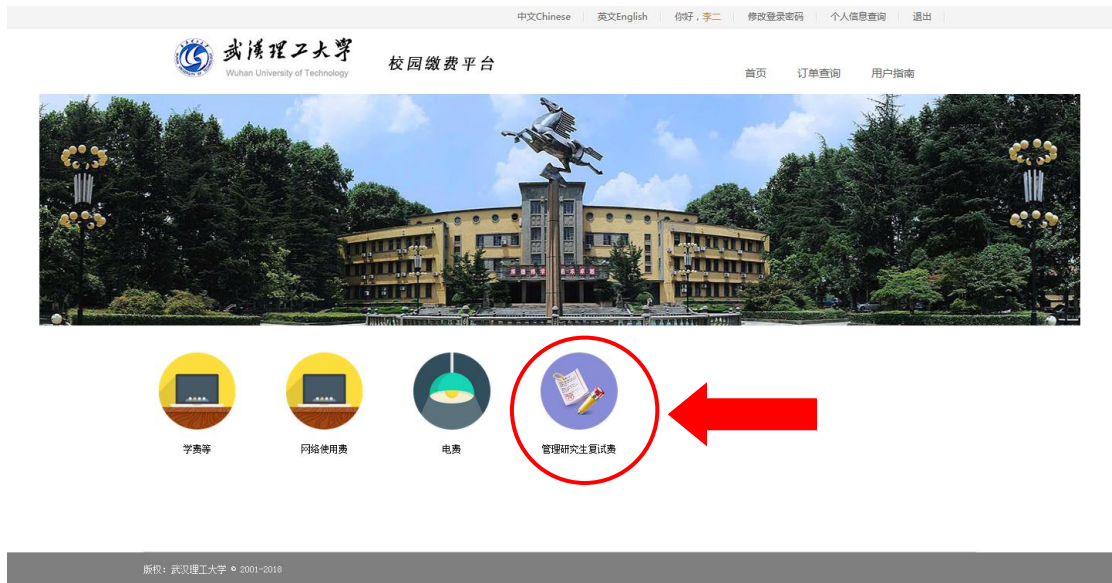 中文Chinese 英文English 你好，李二 修改登录密码 个人信息查询 退出
武汉理工大学
Wuhan University of Technology
校园缴费平台
首页 订单查询 用户指南
学费等 网络使用费 电费 管理研究生复试费
版权：武汉理工大学 © 2001-2018